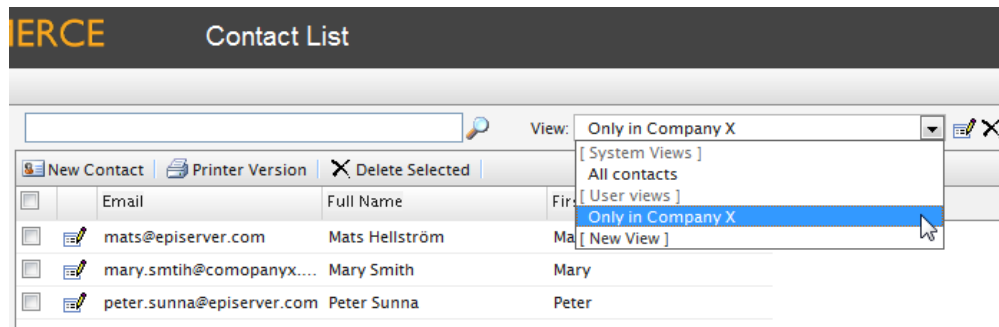 IERCE Contact List
View: Only in Company X
[ System Views ]
New Contact Printer Version Delete Selected
All contacts
Email Full Name Firs [ User views ]
Only in Company X
mats@episerver.com Mats Hellström Ma [ New View ]
mary.smtih@comopanyx.... Mary Smith Mary
peter.sunna@episerver.com Peter Sunna Peter